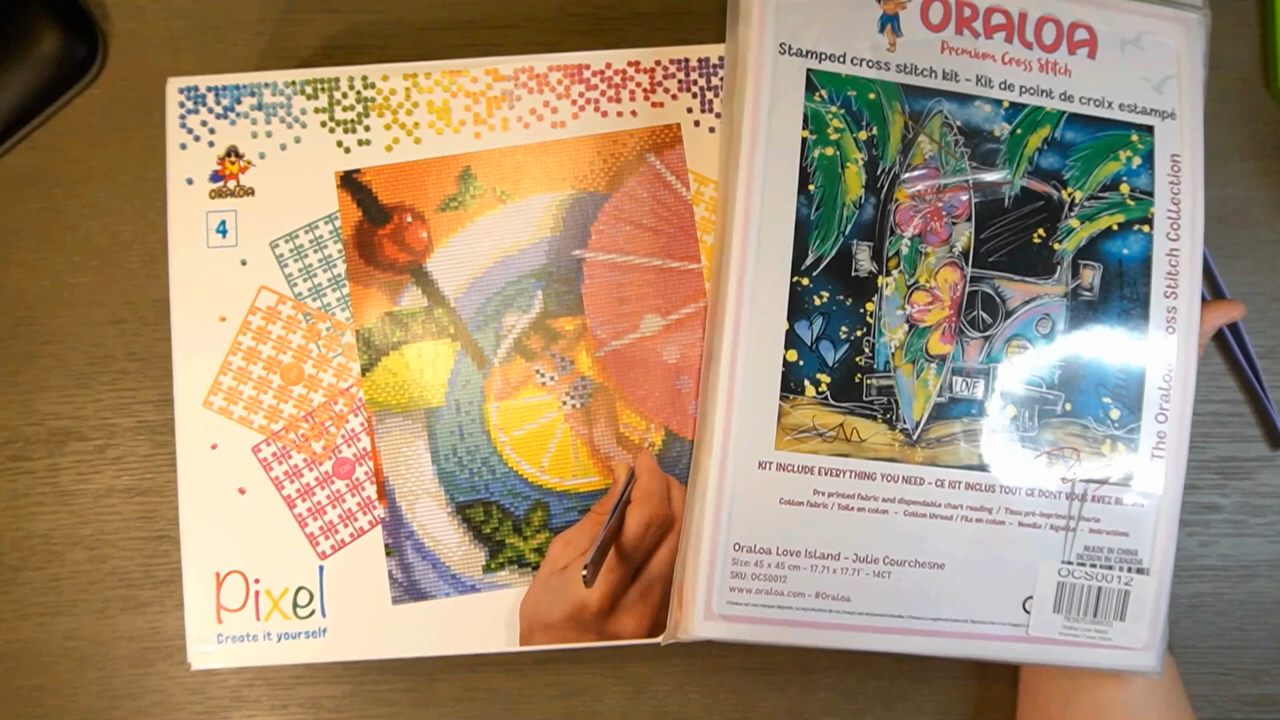 ORALOA
4
Pixel
Create it yourself
ORALOA
Premium Cross Stitch
Stamped cross stitch kit - Kit de point de croix estampé
LOVE
The Oraloa Cross Stitch Collection
KIT INCLUDE EVERYTHING YOU NEED - CE KIT INCLUS TOUT CE DONT VOUS AVEZ
Pre printed fabric and dependable chart reading / Tissu pré-imprimé
Cotton fabric / Toile en coton - Cotton thread / Fils en coton - Needle / Aiguille - Instructions
MADE IN CHINA
DESIGN IN CANADA
OCS0012
Oraloa Love Island - Julie Courchesne
Size: 45 x 45 cm - 17.71 x 17.71" - 14CT
SKU: OCS0012
www.oraloa.com - #Oraloa